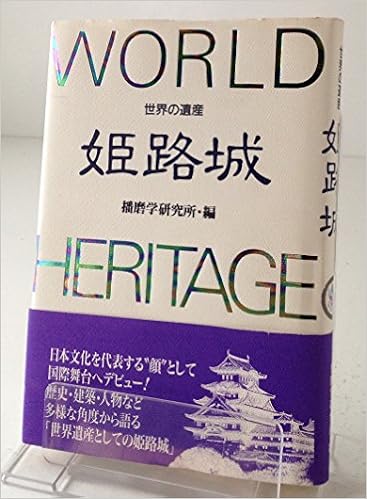 WORLD
世界の遺産
姫路城
播磨学研究所・編
HERITAGE
日本文化を代表する"顔"として
国際舞台へデビュー!
歴史・建築・人物など
多様な角度から語る
「世界遺産としての姫路城」
姫路城